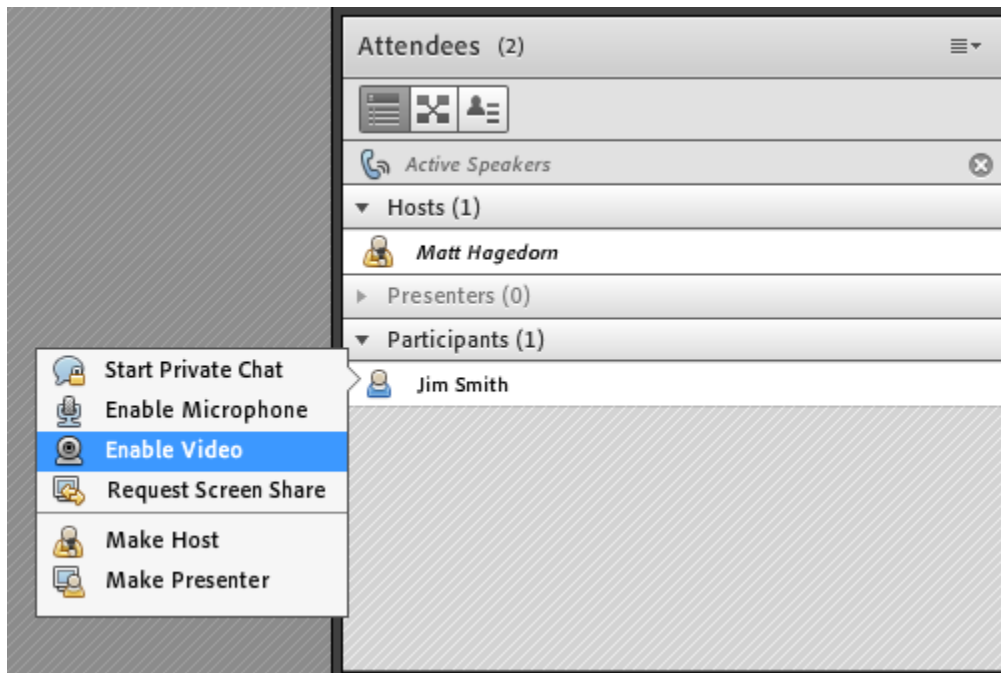 Attendees (2)
Active Speakers
Hosts (1)
Matt Hagedorn
Presenters (0)
Participants (1)
Jim Smith
Start Private Chat
Enable Microphone
Enable Video
Request Screen Share
Make Host
Make Presenter